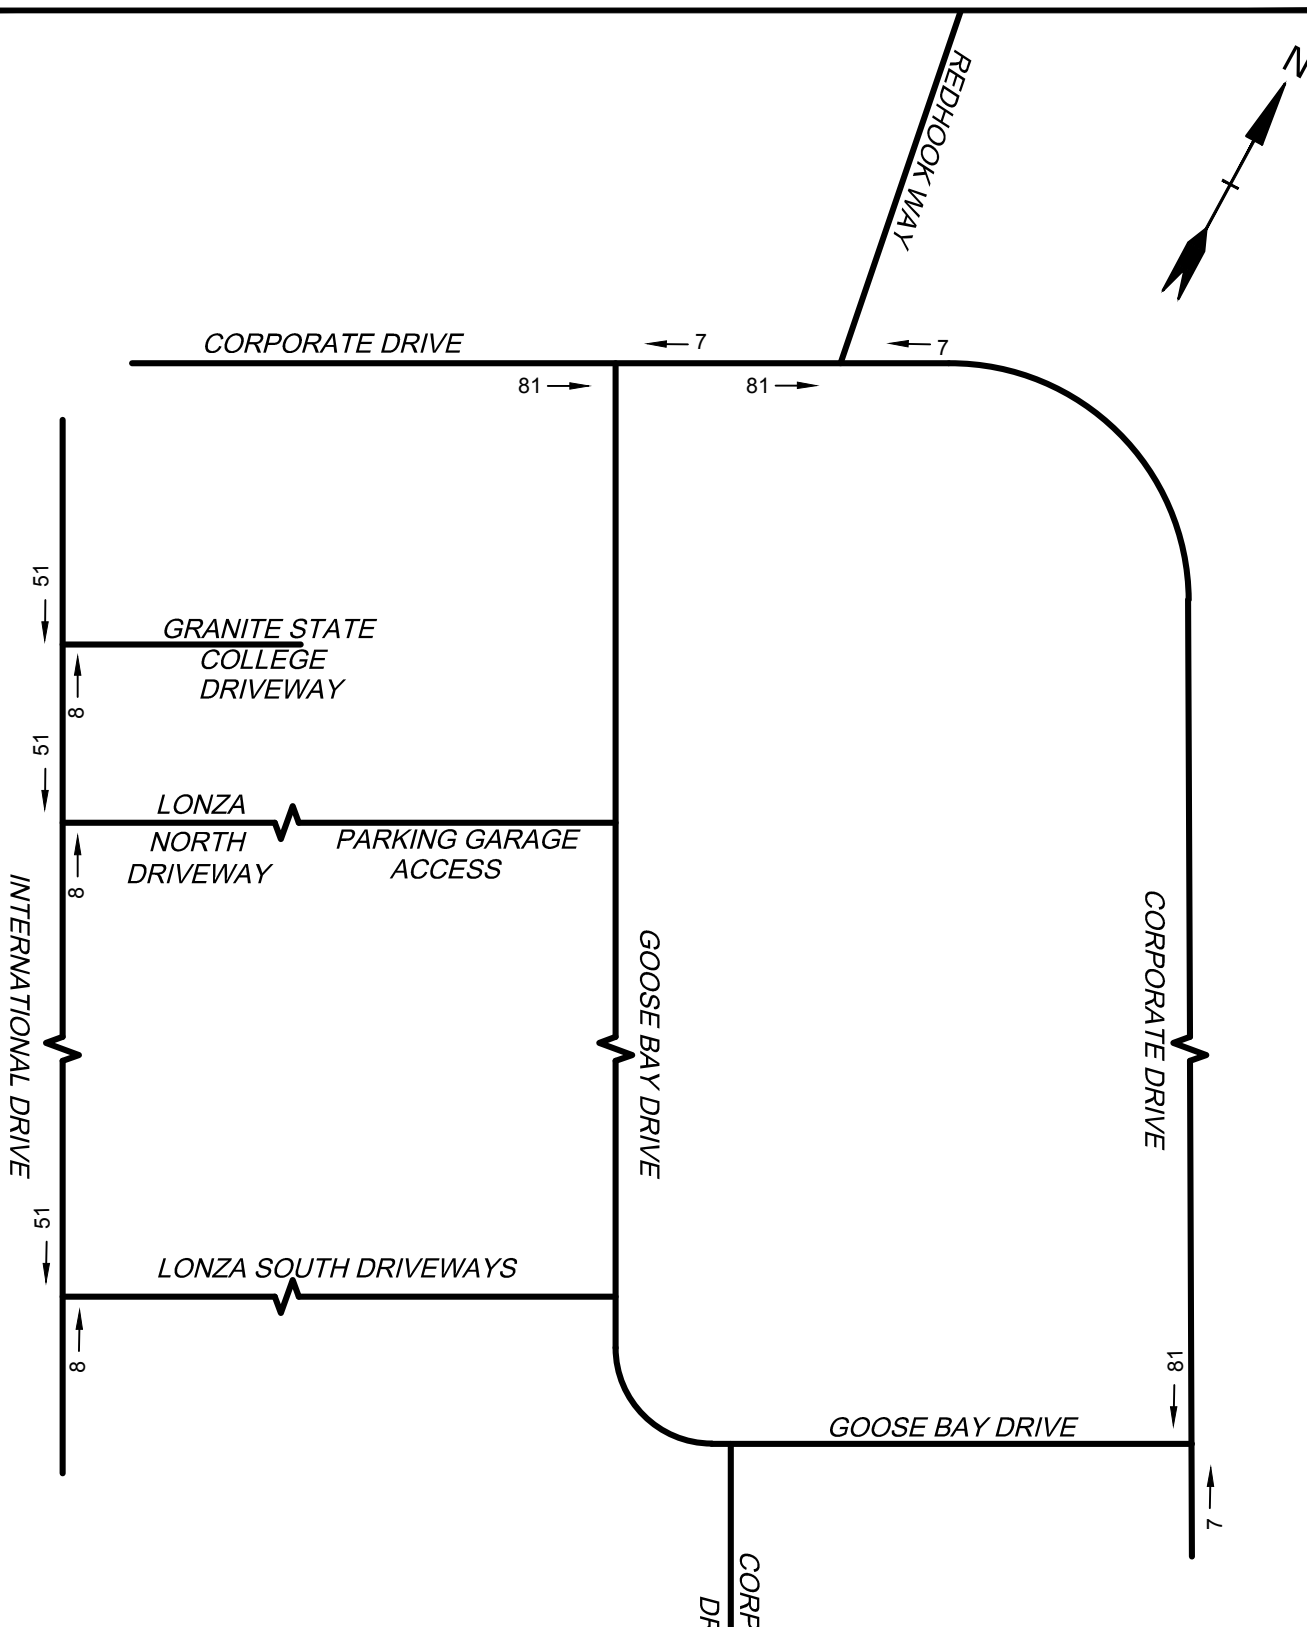 N
REDHOOK WAY
CORPORATE DRIVE
7
7
81
81
51
GRANITE STATE
COLLEGE
DRIVEWAY
8
51
LONZA
NORTH
DRIVEWAY
PARKING GARAGE
ACCESS
8
INTERNATIONAL DRIVE
GOOSE BAY DRIVE
CORPORATE DRIVE
51
LONZA SOUTH DRIVEWAYS
8
81
GOOSE BAY DRIVE
7
CORP
DR